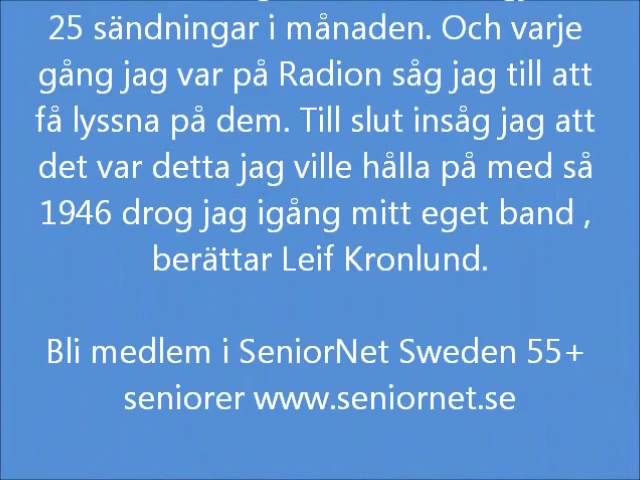 25 sändningar i månaden. Och varje
gång jag var på Radion såg jag till att
få lyssna på dem. Till slut insåg jag att
det var detta jag ville hålla på med så
1946 drog jag igång mitt eget band ,
berättar Leif Kronlund.
Bli medlem i SeniorNet Sweden 55+
seniorer www.seniornet.se